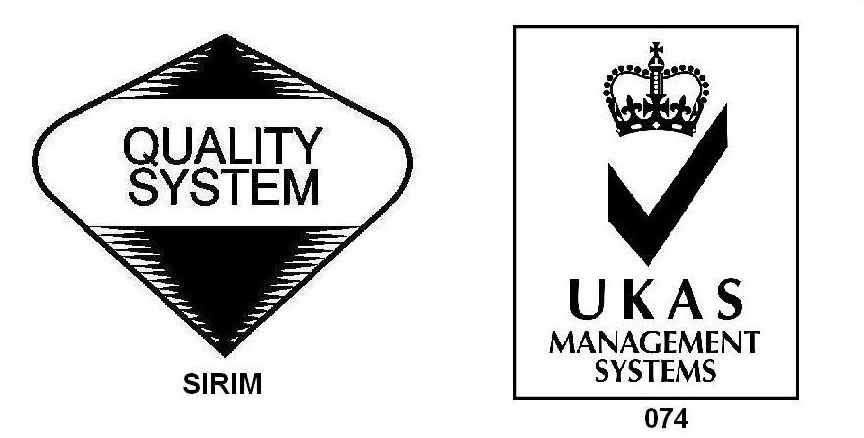 QUALITY
SYSTEM
SIRIM
UKAS
MANAGEMENT
SYSTEMS
074